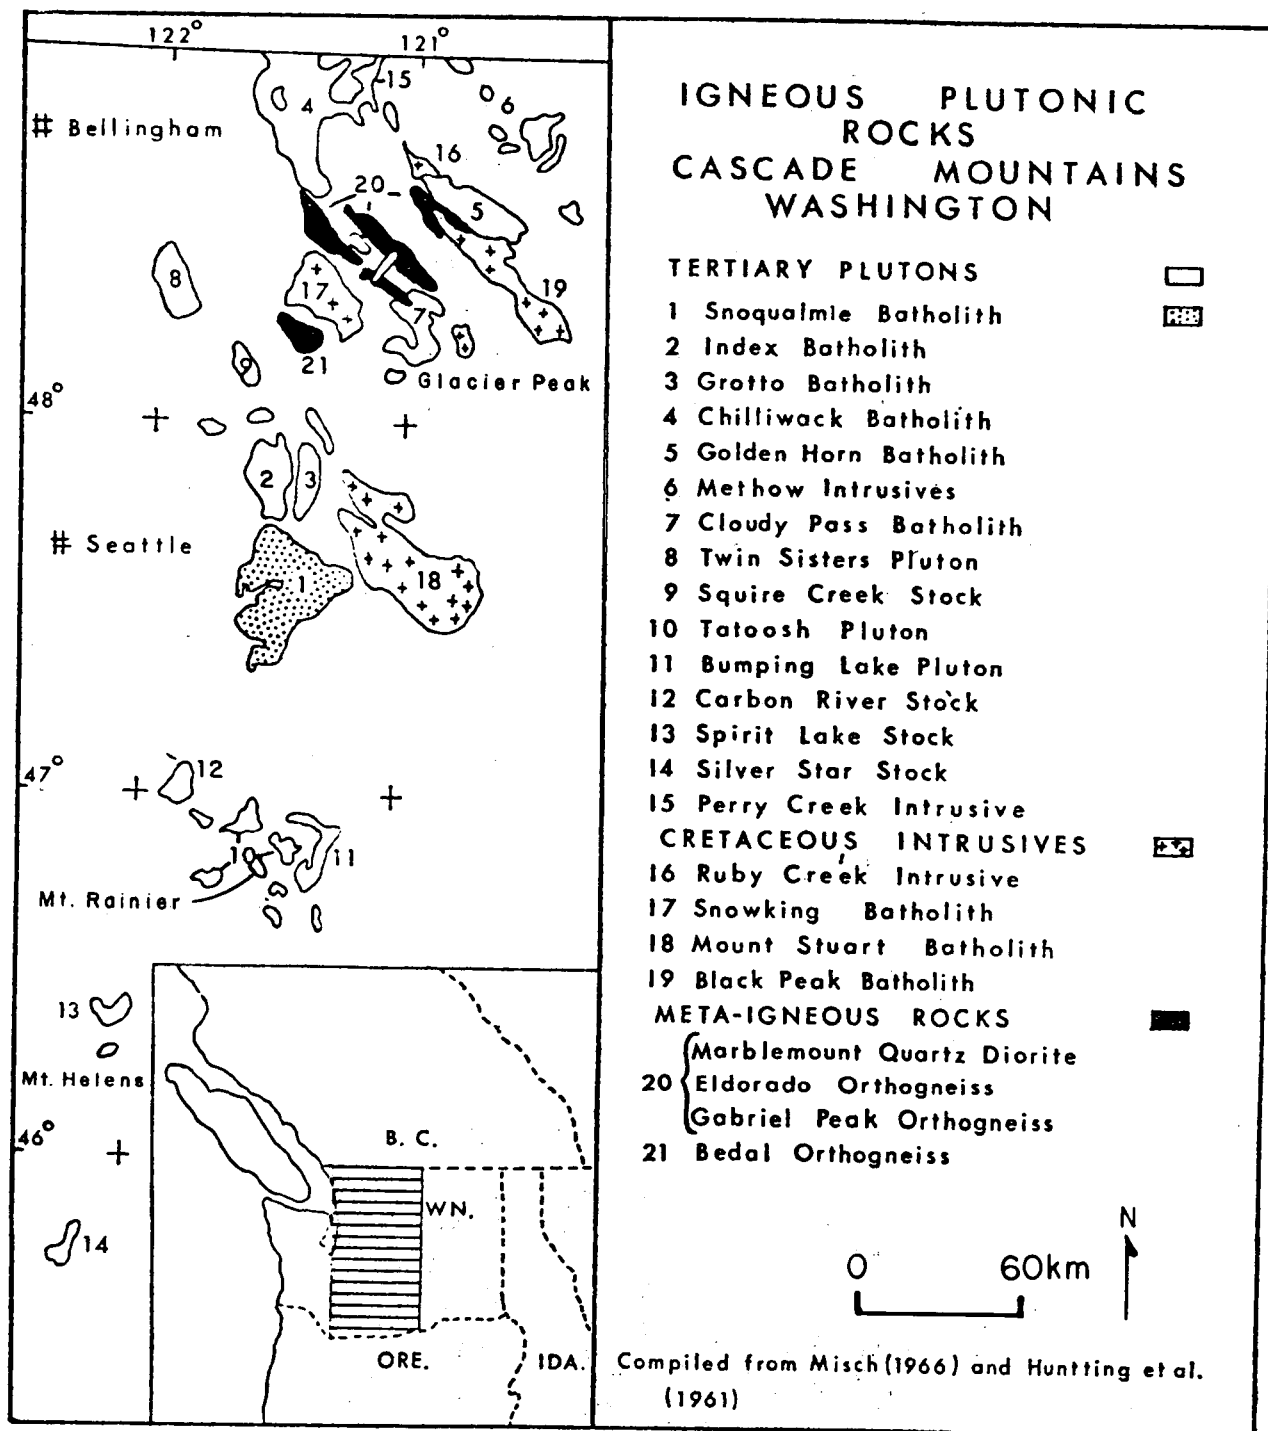 122°
121°
15
4
6
# Bellingham
16
20
5
8
17
19
7
21
9
Glacier Peak
48°
2
3
# Seattle
1
18
47°
12
10
11
Mt. Rainier
13
Mt. Helens
46°
14
B. C.
WN.
ORE.
IDA.
IGNEOUS PLUTONIC
ROCKS
CASCADE MOUNTAINS
WASHINGTON
TERTIARY PLUTONS
1 Snoqualmie Batholith
2 Index Batholith
3 Grotto Batholith
4 Chilliwack Batholith
5 Golden Horn Batholith
6 Methow Intrusives
7 Cloudy Pass Batholith
8 Twin Sisters Pluton
9 Squire Creek Stock
10 Tatoosh Pluton
11 Bumping Lake Pluton
12 Carbon River Stock
13 Spirit Lake Stock
14 Silver Star Stock
15 Perry Creek Intrusive
CRETACEOUS INTRUSIVES
16 Ruby Creek Intrusive
17 Snowking Batholith
18 Mount Stuart Batholith
19 Black Peak Batholith
META-IGNEOUS ROCKS
Marblemount Quartz Diorite
20 Eldorado Orthogneiss
Gabriel Peak Orthogneiss
21 Bedal Orthogneiss
N
0 60km
Compiled from Misch (1966) and Huntting et al.
(1961)